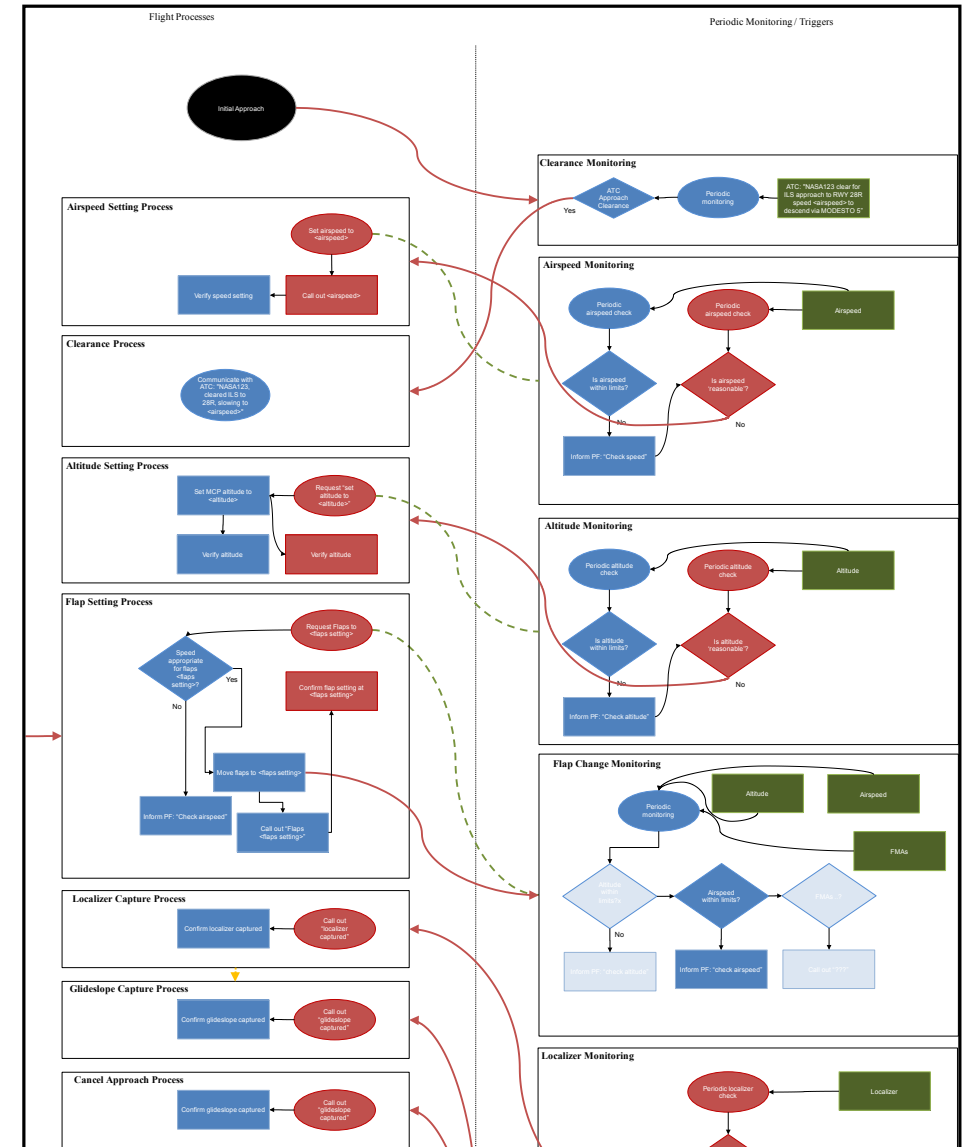 Flight Processes
Periodic Monitoring / Triggers
Initial Approach
Clearance Monitoring
ATC
Approach
Clearance
Yes
Periodic
monitoring
ATC: "NASA123 clear for
ILS approach to RWY 28R
speed <airspeed> to
descend via MODESTO 5"
Airspeed Setting Process
Set airspeed to
<airspeed>
Verify speed setting
Call out <airspeed>
Airspeed Monitoring
Periodic
airspeed check
Periodic
airspeed check
Airspeed
Is airspeed
within limits?
Is airspeed
'reasonable'?
No
No
Inform PF: "Check speed"
Clearance Process
Communicate with
ATC: "NASA123,
cleared ILS to
28R, slowing to
<airspeed>"
Altitude Setting Process
Set MCP altitude to
<altitude>
Request "set
altitude to
<altitude>"
Verify altitude
Verify altitude
Altitude Monitoring
Periodic altitude
check
Periodic altitude
check
Altitude
Is altitude
within limits?
Is altitude
'reasonable'?
No
No
Inform PF: "Check altitude"
Flap Setting Process
Request Flaps to
<flaps setting>
Speed
appropriate
for flaps
<flaps
setting>?
Yes
No
Confirm flap setting at
<flaps setting>
Move flaps to <flaps setting>
Inform PF: "Check airspeed"
Call out "Flaps
<flaps setting>"
Flap Change Monitoring
Periodic
monitoring
Altitude
Airspeed
FMAs
Altitude
within
limits?s
Airspeed
within limits?
FMAs..?
No
Inform PF: "check altitude"
Inform PF: "check airspeed"
Call out "???"
Localizer Capture Process
Confirm localizer captured
Call out
"localizer
captured"
Glideslope Capture Process
Confirm glideslope captured
Call out
"glideslope
captured"
Localizer Monitoring
Periodic localizer
check
Localizer
Cancel Approach Process
Confirm glideslope captured
Call out
"glideslope
captured"